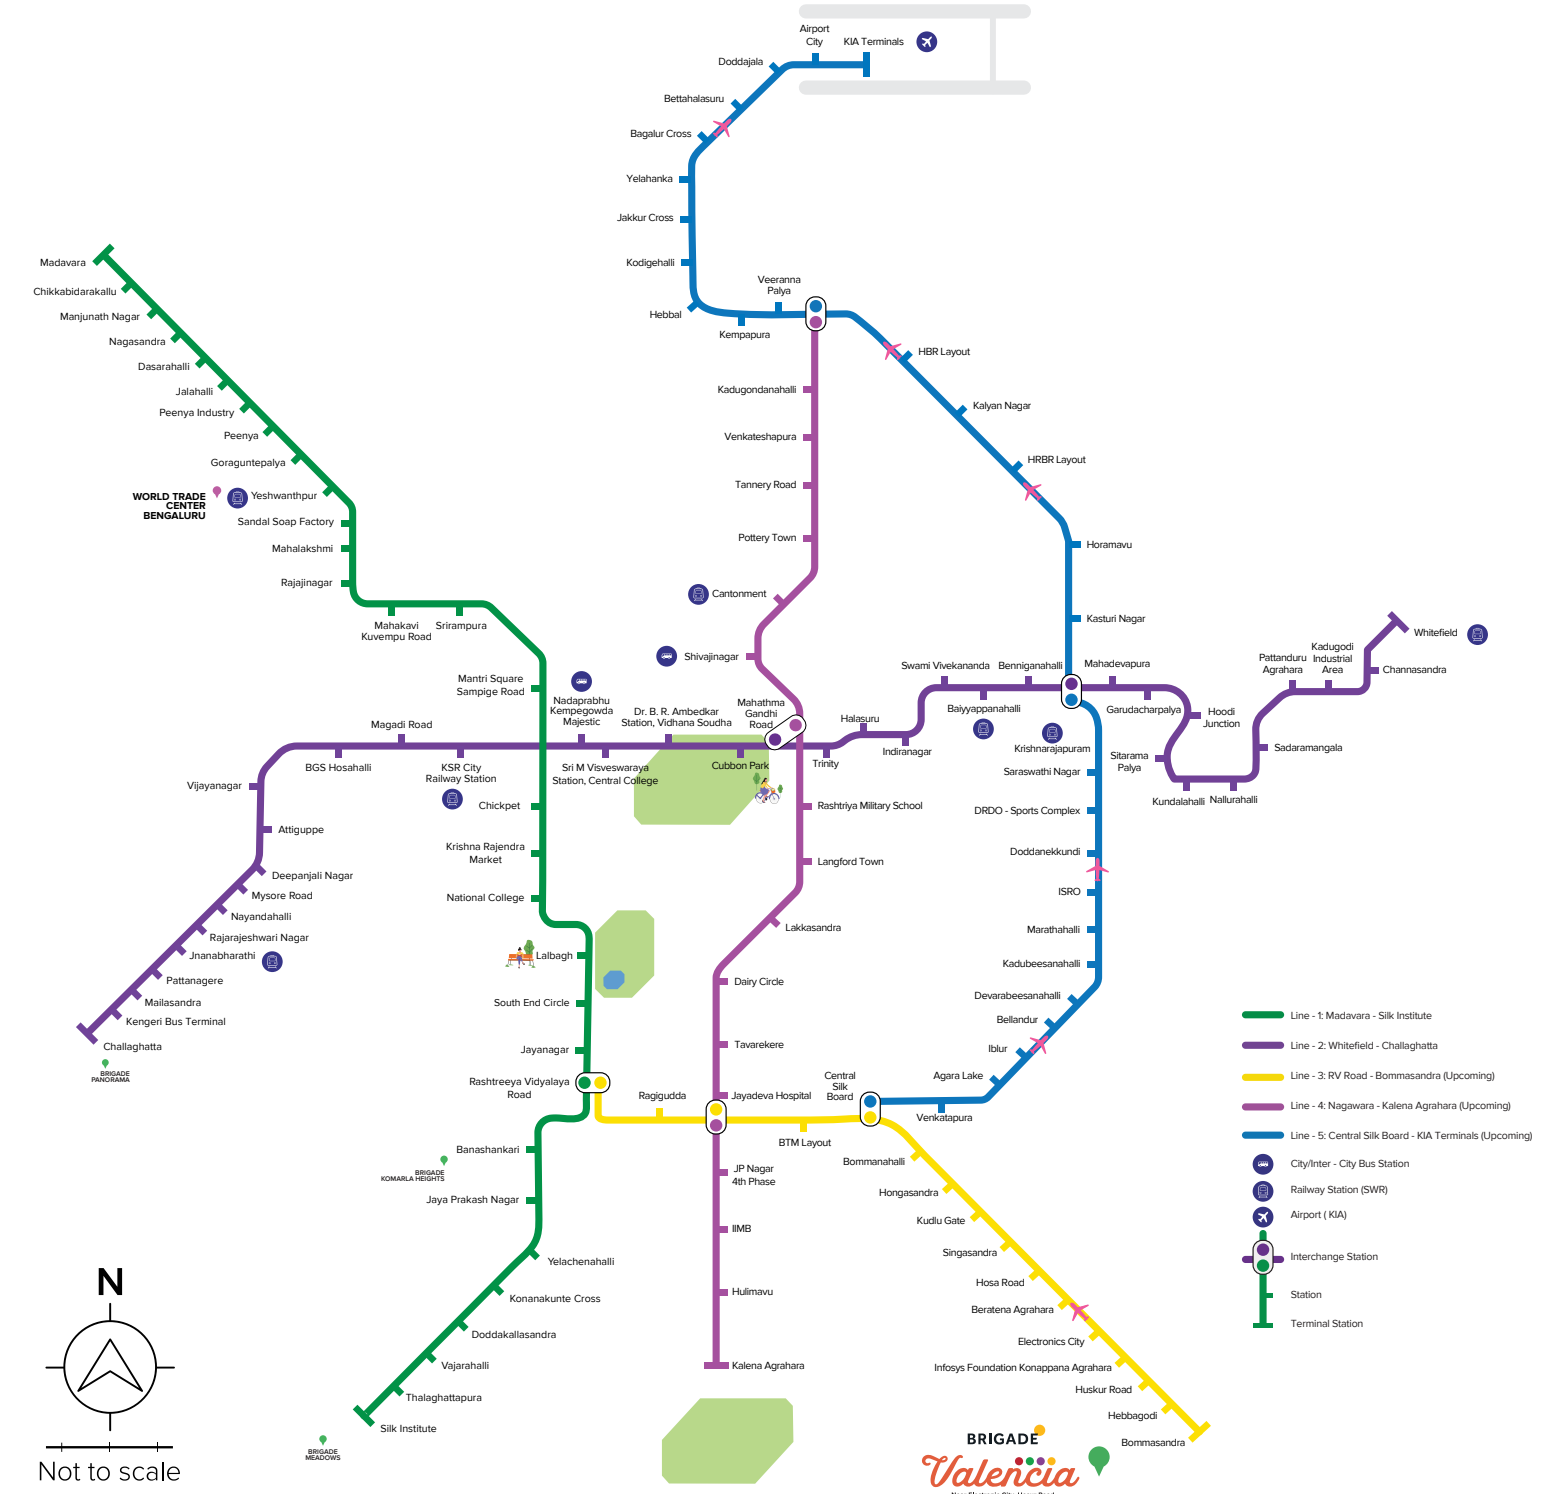 Airport
City
KIA Terminals
Doddajala
Bettahalasuru
Bagalur Cross
Yelahanka
Jakkur Cross
Kodigehalli
Hebbal
Kempapura
Veeranna
Palya
HBR Layout
Kalyan Nagar
HRBR Layout
Horamavu
Kasturi Nagar
Madavara
Chikkabidarakallu
Manjunath Nagar
Nagasandra
Dasarahalli
Jalahalli
Peenya Industry
Peenya
Goraguntepalya
WORLD TRADE
CENTER
BENGALURU
Yeshwanthpur
Sandal Soap Factory
Mahalakshmi
Rajajinagar
Mahakavi
Kuvempu Road
Srirampura
Mantri Square
Sampige Road
Kadugondanahalli
Venkateshapura
Tannery Road
Pottery Town
Cantonment
Shivajinagar
Mahathma
Gandhi
Road
Nadaprabhu
Kempegowda
Majestic
Dr. B. R. Ambedkar
Station, Vidhana Soudha
Magadi Road
BGS Hosahalli
KSR City
Railway Station
Sri M Visveswaraya
Station, Central College
Cubbon Park
Trinity
Halasuru
Indiranagar
Swami Vivekananda
Baiyyappanahalli
Benniganahalli
Krishnarajapuram
Mahadevapura
Garudacharpalya
Hoodi
Junction
Sitarama
Palya
Kundalahalli
Nallurahalli
Sadaramangala
Pattanduru
Agrahara
Kadugodi
Industrial
Area
Channasandra
Whitefield
Vijayanagar
Attiguppe
Deepanjali Nagar
Mysore Road
Nayandahalli
Rajarajeshwari Nagar
Jnanabharathi
Pattanagere
Mailasandra
Kengeri Bus Terminal
Challaghatta
BRIGADE
PANORAMA
Chickpet
Krishna Rajendra
Market
National College
Lalbagh
South End Circle
Jayanagar
Rashtreeya Vidyalaya
Road
Banashankari
BRIGADE
KOMARLA HEIGHTS
Jaya Prakash Nagar
Yelachenahalli
Konanakunte Cross
Doddakallasandra
Vajarahalli
Thalaghattapura
Silk Institute
BRIGADE
MEADOWS
Rashtriya Military School
Langford Town
Lakkasandra
Dairy Circle
Tavarekere
Jayadeva Hospital
Ragigudda
BTM Layout
JP Nagar
4th Phase
IIMB
Hulimavu
Kalena Agrahara
Saraswathi Nagar
DRDO - Sports Complex
Doddanekkundi
ISRO
Marathahalli
Kadubeesanahalli
Devarabeesanahalli
Bellandur
Iblur
Agara Lake
Venkatapura
Central
Silk
Board
Bommanahalli
Hongasandra
Kudlu Gate
Singasandra
Hosa Road
Beratena Agrahara
Electronics City
Infosys Foundation Konappana Agrahara
Huskur Road
Hebbagodi
Bommasandra
Line - 1: Madavara - Silk Institute
Line - 2: Whitefield - Challaghatta
Line - 3: RV Road - Bommasandra (Upcoming)
Line - 4: Nagawara - Kalena Agrahara (Upcoming)
Line - 5: Central Silk Board - KIA Terminals (Upcoming)
City/Inter - City Bus Station
Railway Station (SWR)
Airport ( KIA)
Interchange Station
Station
Terminal Station
N
Not to scale
BRIGADE
Valencia